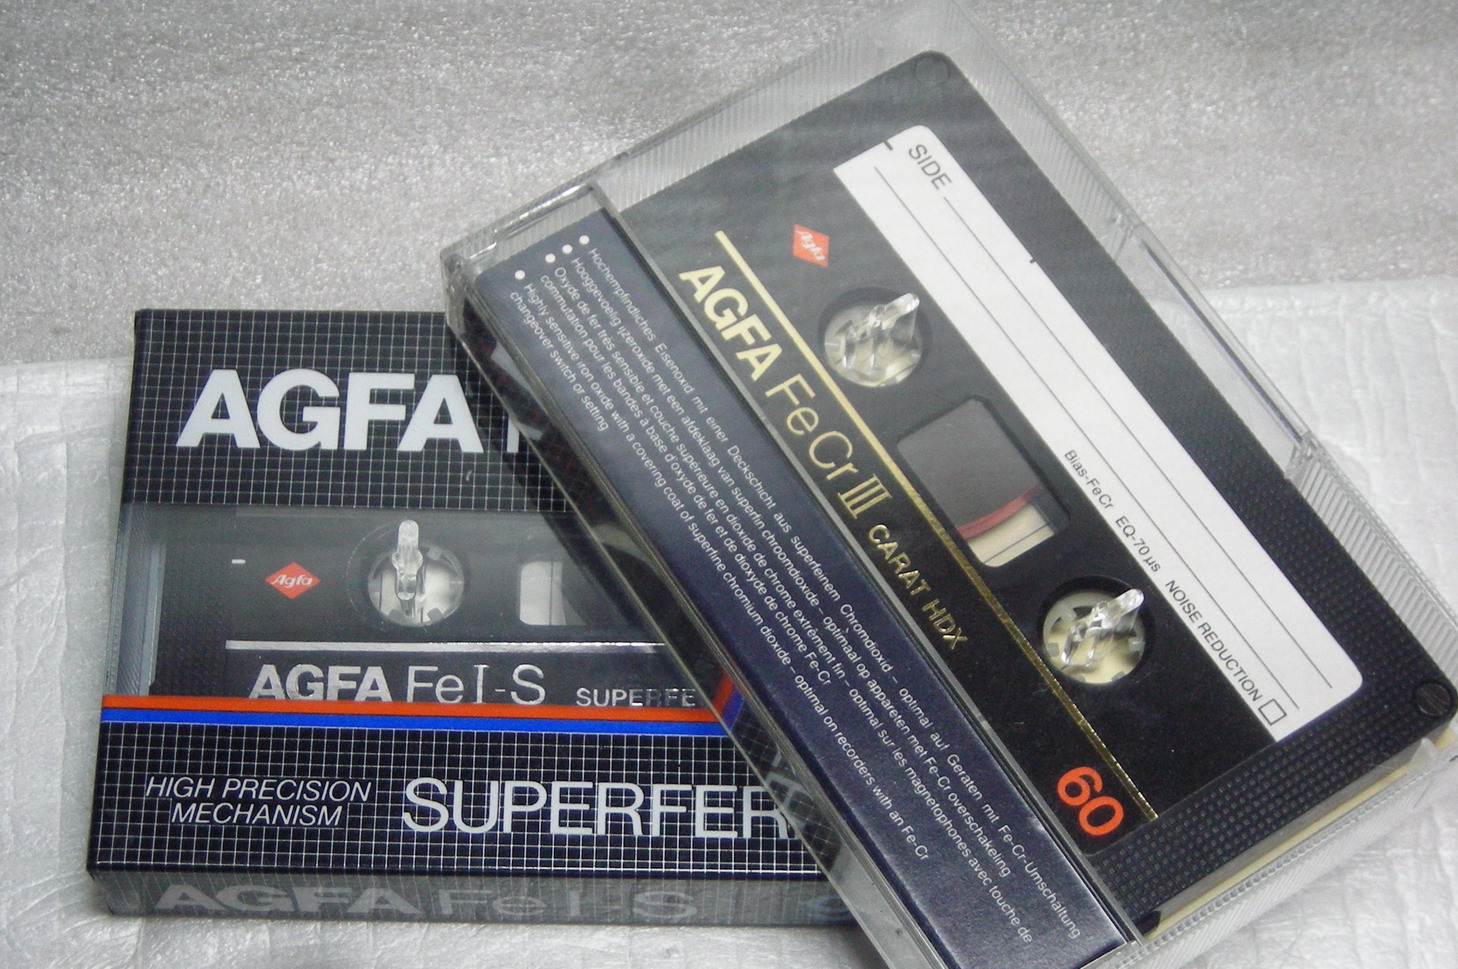 AGFA
Agfa
AGFA Fe I-S SUPERFE
HIGH PRECISION
MECHANISM
SUPERFER
AGFA Fe I-S
• Hochempfindliches Eisenoxid mit einer Deckschicht aus superfeinem Chromdioxid – optimal auf Geräten mit Fe-Cr-Umschaltung
• Hooggevoelig ijzeroxide met een afdeklaag van superfijn chroomdioxide – optimaal op apparaten met Fe-Cr overschakeling
• Oxyde de fer très sensible et couche supérieure en dioxide de chrome extrêment fin – optimal sur les magnétophones avec touche de
commutation pour les bandes à base d'oxyde de fer et de dioxyde de chrome Fe-Cr
• Highly sensitive iron oxide with a covering coat of superfine chromium dioxide – optimal on recorders with an Fe-Cr
changeover switch or setting
Agfa
AGFA FeCr III CARAT HDX
60
SIDE
Bias-FeCr EQ-70µs NOISE REDUCTION